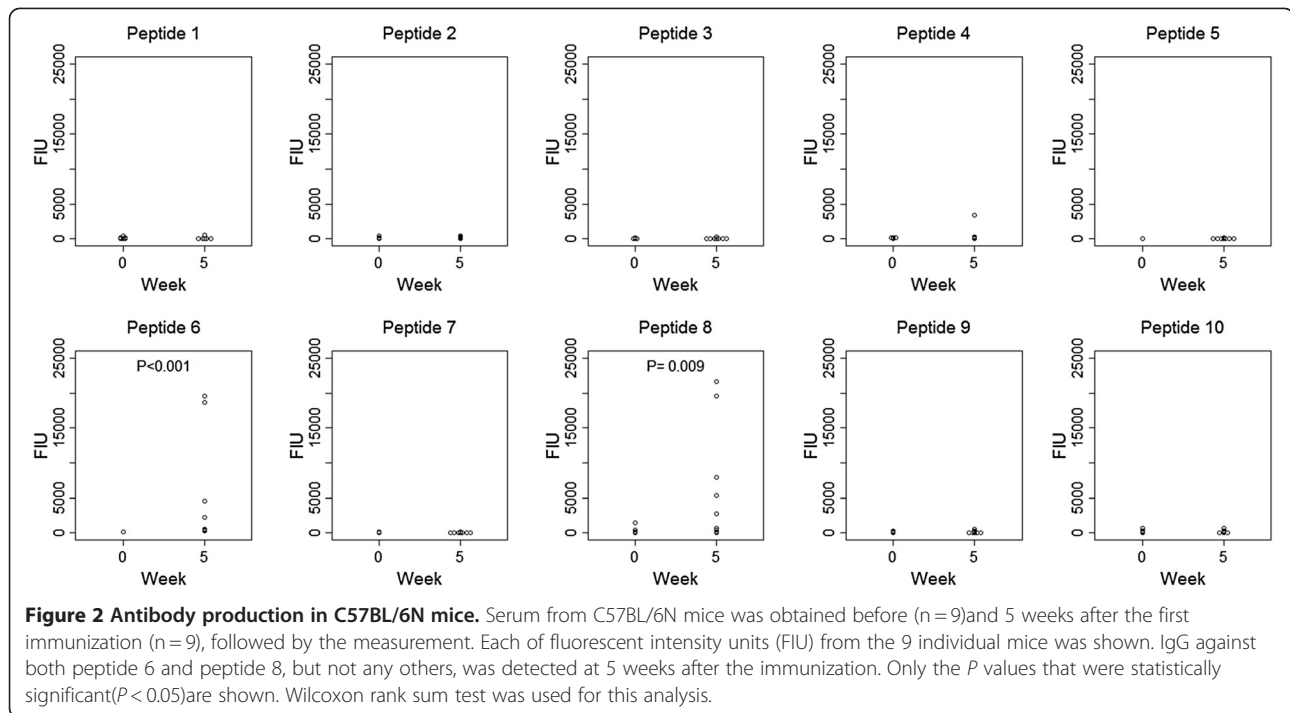 Peptide 1
25000
15000
5000
0
FIU
0 5
Week
Peptide 2
25000
15000
5000
0
FIU
0 5
Week
Peptide 3
25000
15000
5000
0
FIU
0 5
Week
Peptide 4
25000
15000
5000
0
FIU
0 5
Week
Peptide 5
25000
15000
5000
0
FIU
0 5
Week
Peptide 6
P<0.001
25000
15000
5000
0
FIU
0 5
Week
Peptide 7
25000
15000
5000
0
FIU
0 5
Week
Peptide 8
P= 0.009
25000
15000
5000
0
FIU
0 5
Week
Peptide 9
25000
15000
5000
0
FIU
0 5
Week
Peptide 10
25000
15000
5000
0
FIU
0 5
Week
Figure 2 Antibody production in C57BL/6N mice. Serum from C57BL/6N mice was obtained before (n = 9)and 5 weeks after the first
immunization (n = 9), followed by the measurement. Each of fluorescent intensity units (FIU) from the 9 individual mice was shown. IgG against
both peptide 6 and peptide 8, but not any others, was detected at 5 weeks after the immunization. Only the P values that were statistically
significant(P < 0.05)are shown. Wilcoxon rank sum test was used for this analysis.